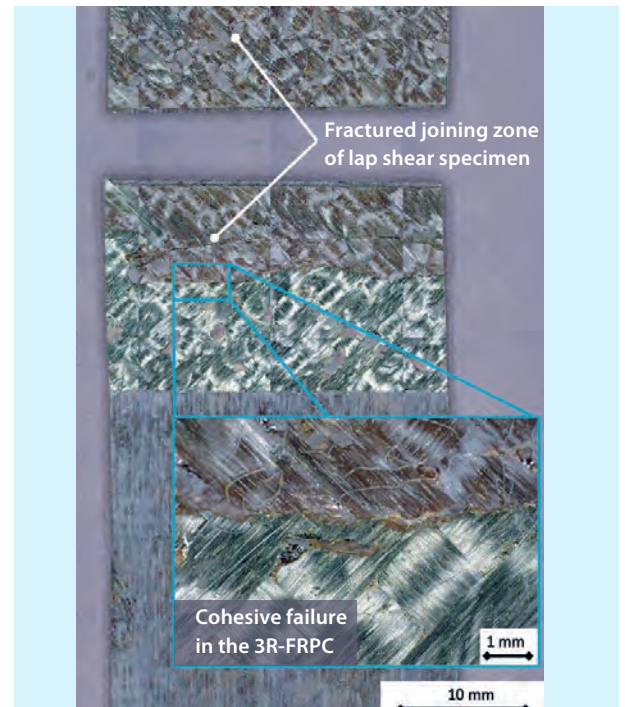 Fractured joining zone
of lap shear specimen
Cohesive failure
in the 3R-FRPC
1 mm
10 mm